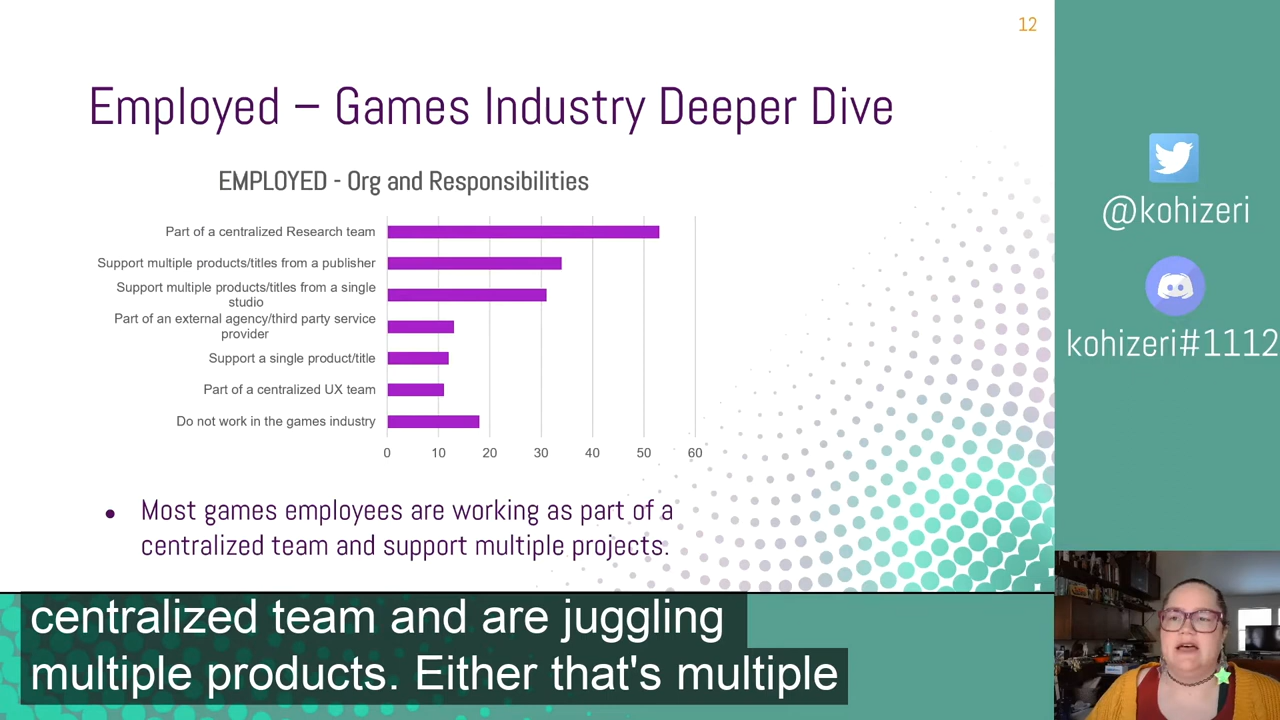 12
Employed – Games Industry Deeper Dive
EMPLOYED - Org and Responsibilities
Part of a centralized Research team
Support multiple products/titles from a publisher
Support multiple products/titles from a single
studio
Part of an external agency/third party service
provider
Support a single product/title
Part of a centralized UX team
Do not work in the games industry
0 10 20 30 40 50 60
• Most games employees are working as part of a
centralized team and support multiple projects.
@kohizeri
kohizeri#1112
centralized team and are juggling
multiple products. Either that's multiple